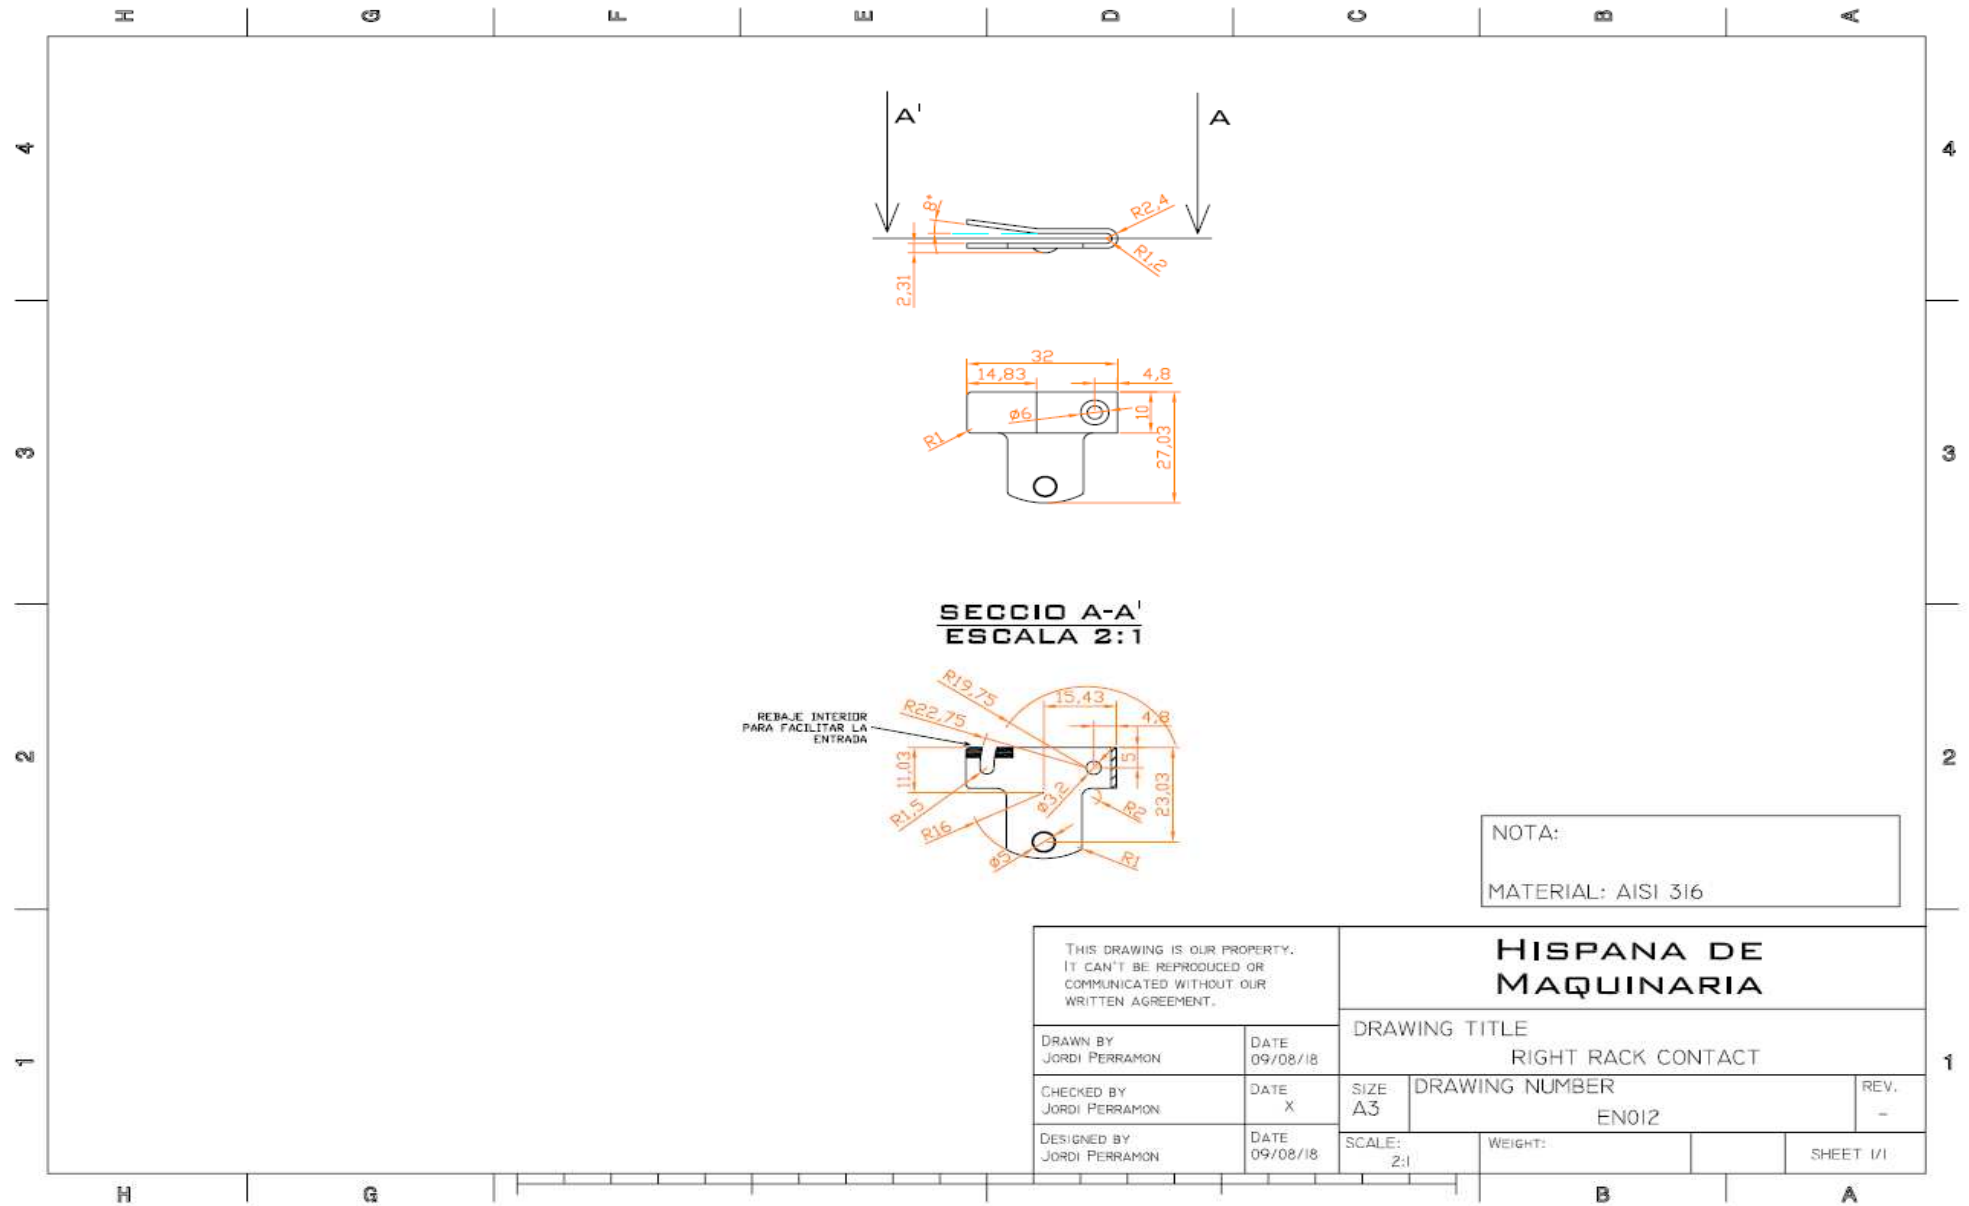 H G F E D C B A
A'
A
4
4
8°
R2,4
R1,2
2,31
32
14,83
4,8
Ø6
10
R1
27,03
3
3
SECCIO A-A'
ESCALA 2:1
R19,75
15,43
R22,75
4,8
REBAJE INTERIOR
PARA FACILITAR LA
ENTRADA
11,03
5
2
2
Ø3,2
23,03
R1,5
R2
R16
Ø5
R1
NOTA:
MATERIAL: AISI 316
THIS DRAWING IS OUR PROPERTY.
IT CAN'T BE REPRODUCED OR
COMMUNICATED WITHOUT OUR
WRITTEN AGREEMENT.
HISPANA DE
MAQUINARIA
DRAWN BY
JORDI PERRAMON
DATE
09/08/18
DRAWING TITLE
RIGHT RACK CONTACT
1
1
CHECKED BY
JORDI PERRAMON
DATE
X
SIZE
A3
DRAWING NUMBER
EN012
REV.
-
DESIGNED BY
JORDI PERRAMON
DATE
09/08/18
SCALE:
2:1
WEIGHT:
SHEET 1/1
H G B A